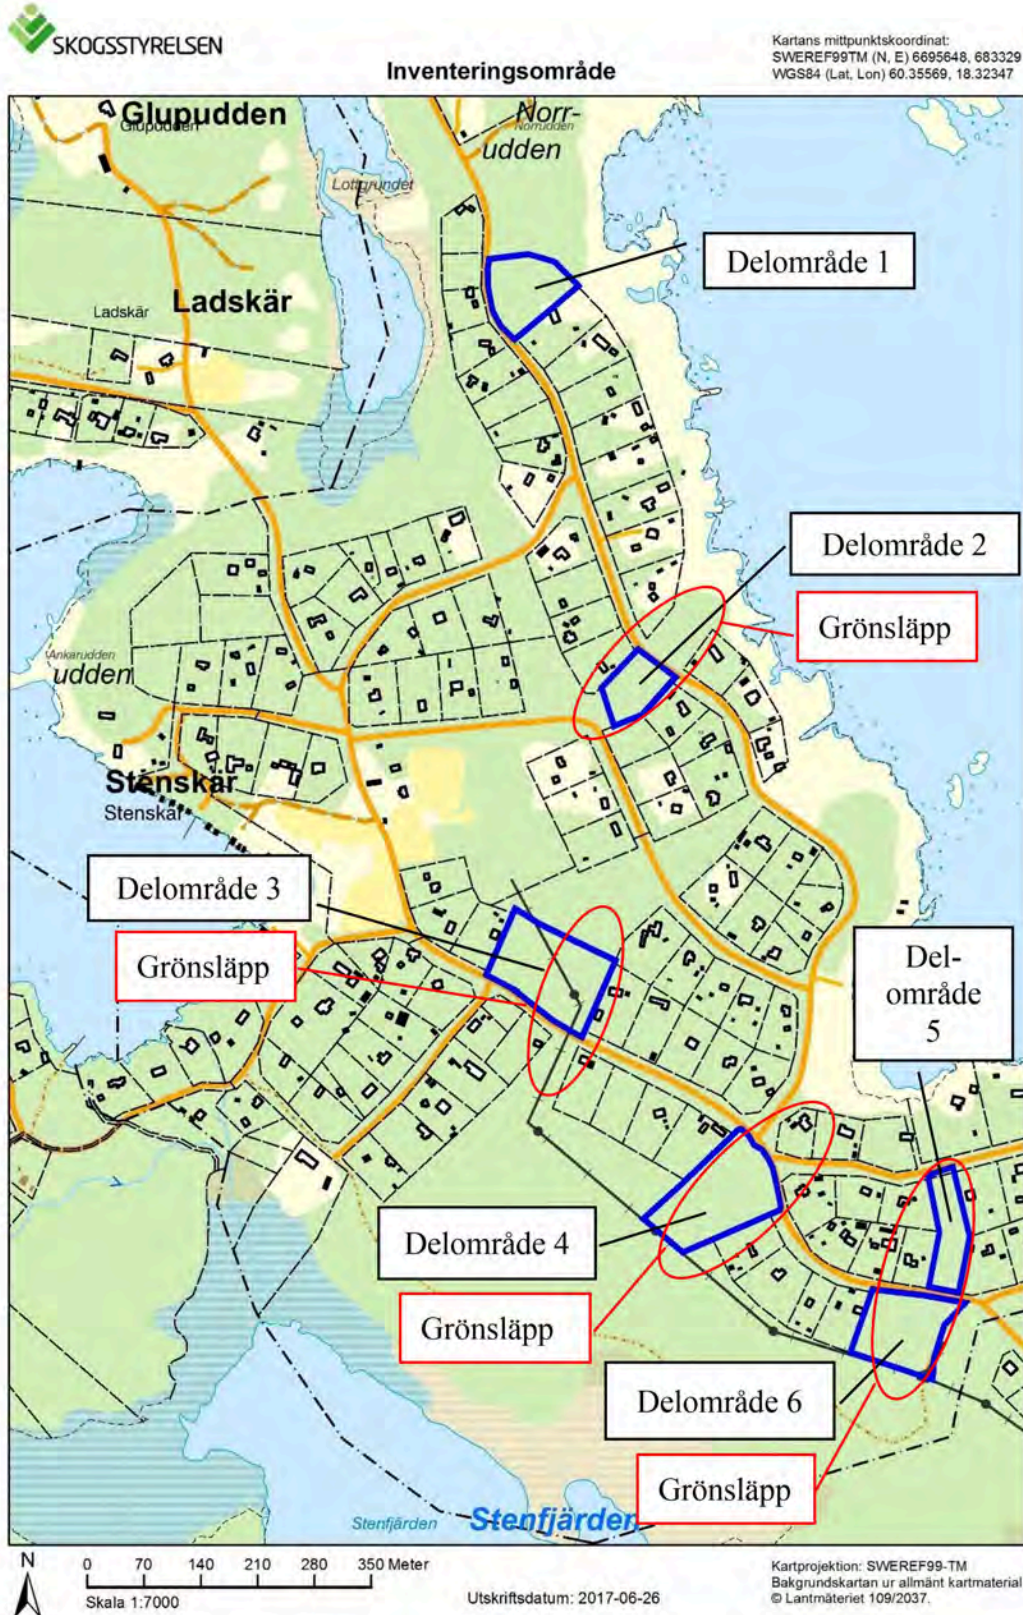 SKOGSSTYRELSEN
Inventeringsområde
Kartans mittpunktskoordinat:
SWEREF99TM (N, E) 6695648, 683329
WGS84 (Lat, Lon) 60.35569, 18.32347
Glupudden
Glupudden
Norr-
Norrudden
udden
Lottgrundet
Delområde 1
Ladskär
Ladskär
Delområde 2
Grönsläpp
Ankarudden
udden
Stenskär
Stenskär
Delområde 3
Grönsläpp
Del-
område
5
Delområde 4
Grönsläpp
Delområde 6
Grönsläpp
Stenfjärden
Stenfjärden
N
0 70 140 210 280 350 Meter
Skala 1:7000
Utskriftsdatum: 2017-06-26
Kartprojektion: SWEREF99-TM
Bakgrundskartan ur allmänt kartmaterial
© Lantmäteriet 109/2037.